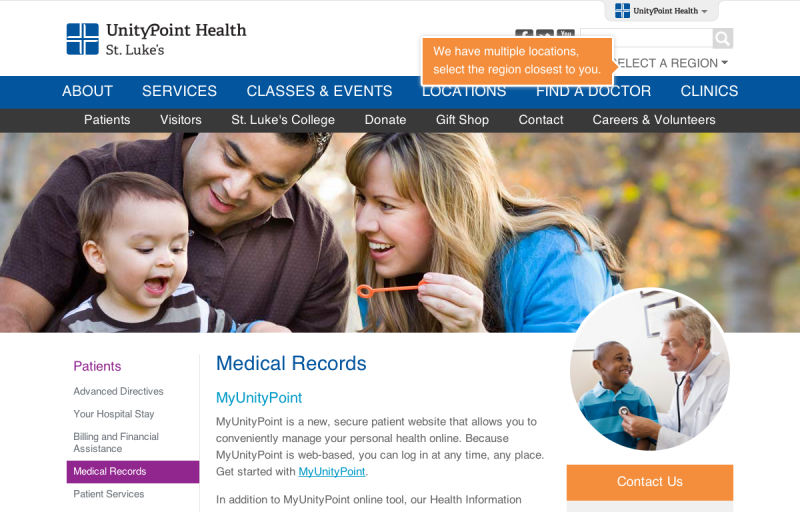 UnityPoint Health
UnityPoint Health
St. Luke's
You
We have multiple locations,
select the region closest to you.
ELECT A REGION
ABOUT SERVICES CLASSES & EVENTS LOCATIONS FIND A DOCTOR CLINICS
Patients Visitors St. Luke's College Donate Gift Shop Contact Careers & Volunteers
Patients
Advanced Directives
Your Hospital Stay
Billing and Financial
Assistance
Medical Records
Patient Services
Medical Records
MyUnityPoint
MyUnityPoint is a new, secure patient website that allows you to
conveniently manage your personal health online. Because
MyUnityPoint is web-based, you can log in at any time, any place.
Get started with MyUnityPoint.
In addition to MyUnityPoint online tool, our Health Information
Contact Us